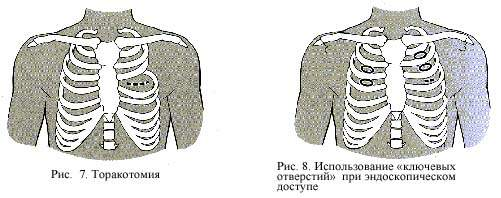 Рис. 7. Торакотомия
Рис. 8. Использование «ключевых
отверстий» при эндоскопическом
доступе